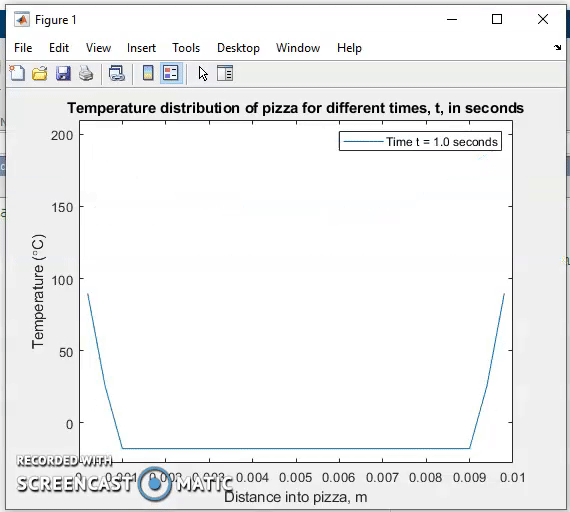 Figure 1
File Edit View Insert Tools Desktop Window Help
Temperature distribution of pizza for different times, t, in seconds
Time t = 1.0 seconds
200
150
100
50
0
Temperature (°C)
0.005 0.006 0.007 0.008 0.009 0.01
Distance into pizza, m
RECORDED WITH
SCREENCAST MATIC